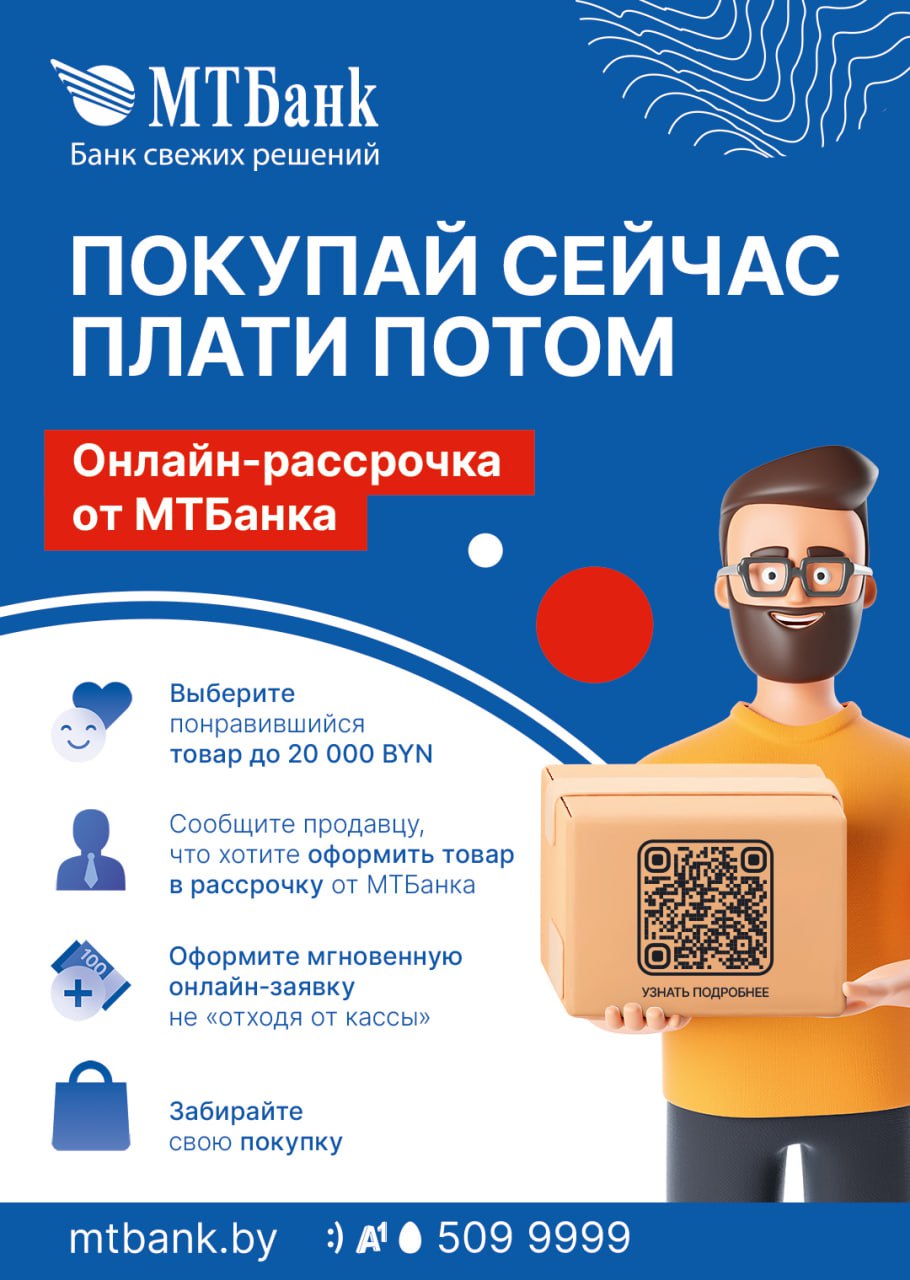 МТБанк
Банк свежих решений
ПОКУПАЙ СЕЙЧАС
ПЛАТИ ПОТОМ
Онлайн-рассрочка
от МТБанка
Выберите
понравившийся
товар до 20 000 BYN
Сообщите продавцу,
что хотите оформить товар
в рассрочку от МТБанка
100
Оформите мгновенную
онлайн-заявку
не «отходя от кассы»
УЗНАТЬ ПОДРОБНЕЕ
Забирайте
свою покупку
mtbank.by :) A1 509 9999